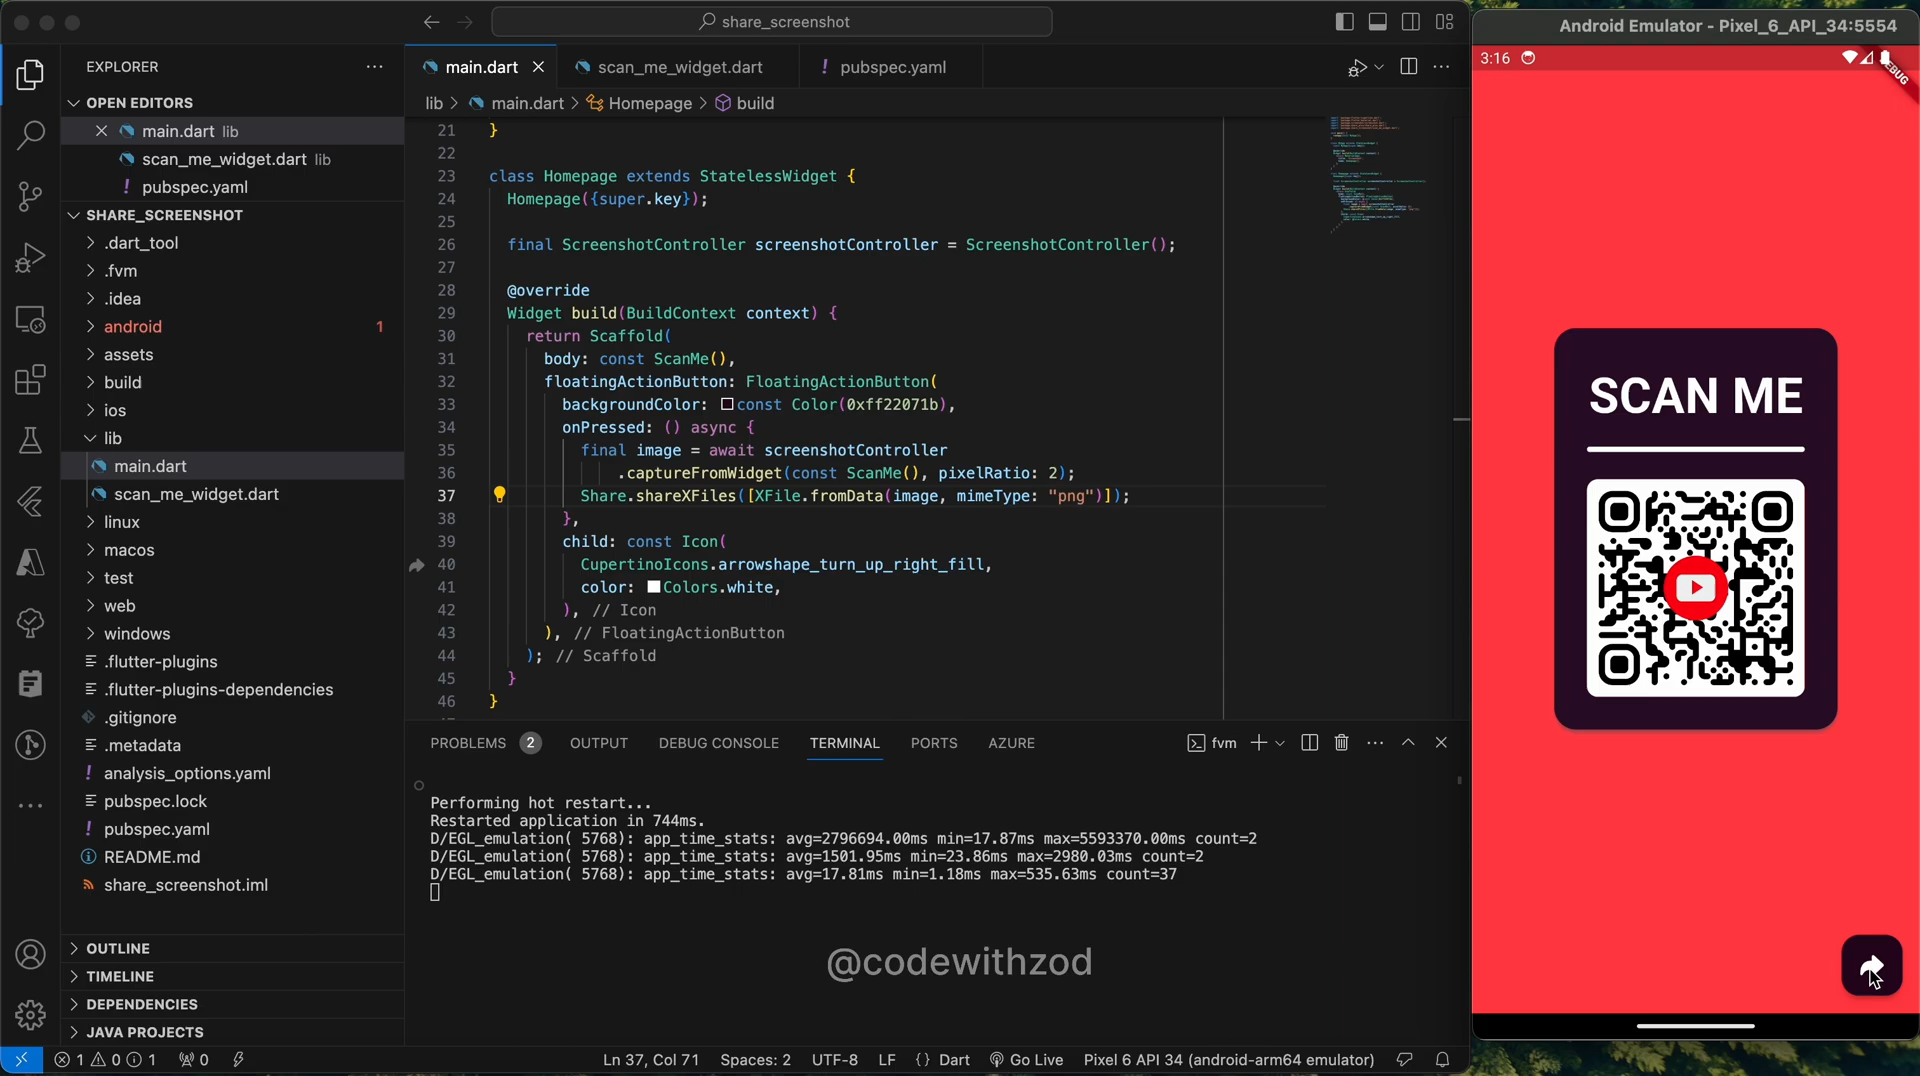 share_screenshot
EXPLORER
OPEN EDITORS
main.dart lib
scan_me_widget.dart lib
! pubspec.yaml
SHARE_SCREENSHOT
.dart_tool
.fvm
.idea
android 1
assets
build
ios
lib
main.dart
scan_me_widget.dart
linux
macos
test
web
windows
.flutter-plugins
.flutter-plugins-dependencies
.gitignore
.metadata
! analysis_options.yaml
pubspec.lock
! pubspec.yaml
README.md
share_screenshot.iml
OUTLINE
TIMELINE
DEPENDENCIES
JAVA PROJECTS
main.dart scan_me_widget.dart ! pubspec.yaml
lib > main.dart > Homepage > build
21 }
22
23 class Homepage extends StatelessWidget {
24 Homepage({super.key});
25
26 final ScreenshotController screenshotController = ScreenshotController();
27
28 @override
29 Widget build(BuildContext context) {
30 return Scaffold(
31 body: const ScanMe(),
32 floatingActionButton: FloatingActionButton(
33 backgroundColor: const Color(0xff22071b),
34 onPressed: () async {
35 final image = await screenshotController
36 .captureFromWidget(const ScanMe(), pixelRatio: 2);
37 Share.shareXFiles([XFile.fromData(image, mimeType: "png")]);
38 },
39 child: const Icon(
40 CupertinoIcons.arrowshape_turn_up_right_fill,
41 color: Colors.white,
42 ), // Icon
43 ), // FloatingActionButton
44 ); // Scaffold
45 }
46 }
PROBLEMS 2 OUTPUT DEBUG CONSOLE TERMINAL PORTS AZURE fvm
Performing hot restart...
Restarted application in 744ms.
D/EGL_emulation( 5768): app_time_stats: avg=2796694.00ms min=17.87ms max=5593370.00ms count=2
D/EGL_emulation( 5768): app_time_stats: avg=1501.95ms min=23.86ms max=2980.03ms count=2
D/EGL_emulation( 5768): app_time_stats: avg=17.81ms min=1.18ms max=535.63ms count=37
@codewithzod
1 0 1 0 Ln 37, Col 71 Spaces: 2 UTF-8 LF {} Dart Go Live Pixel 6 API 34 (android-arm64 emulator)
Android Emulator - Pixel_6_API_34:5554
3:16
SCAN ME